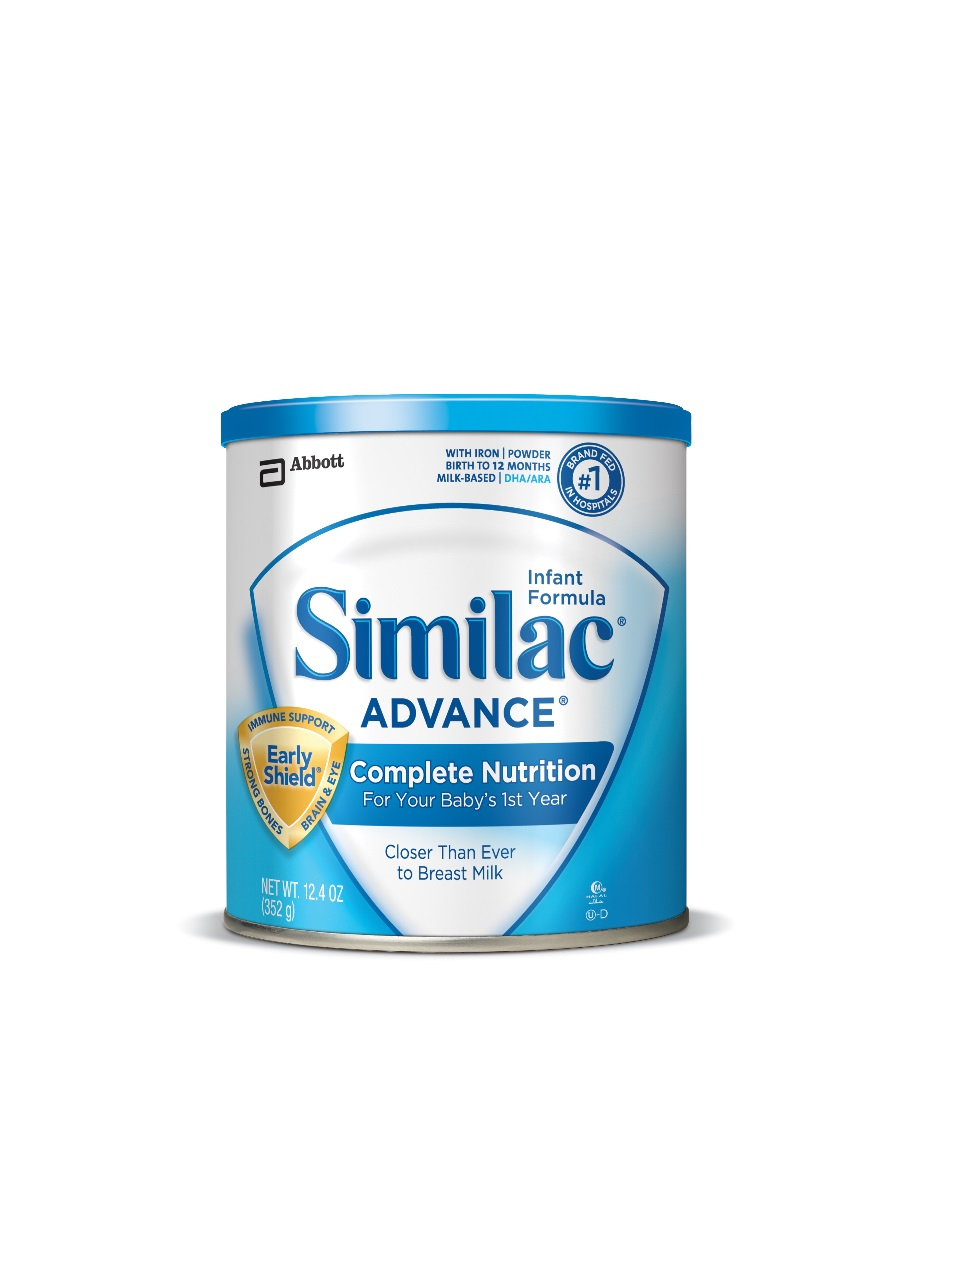 Abbott
WITH IRON | POWDER
BIRTH TO 12 MONTHS
MILK-BASED | DHA/ARA
BRAND FED
#1
IN HOSPITALS
Infant
Formula
Similac®
ADVANCE®
IMMUNE SUPPORT
Early
Shield®
STRONG BONES
BRAIN & EYE
Complete Nutrition
For Your Baby's 1st Year
Closer Than Ever
to Breast Milk
NET WT. 12.4 OZ
(352 g)
M
HALAL
U-D